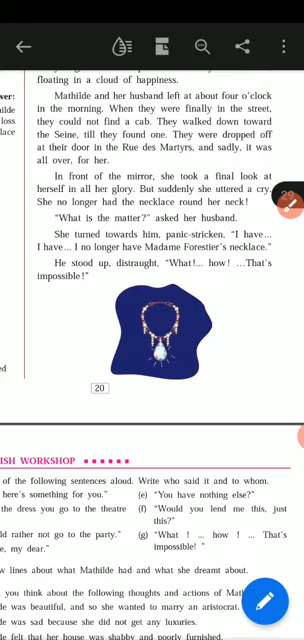 floating in a cloud of happiness.
wer:
Mathilde and her husband left at about four o'clock
ilde
in the morning. When they were finally in the street,
loss
they could not find a cab. They walked down toward
lace
the Seine, till they found one. They were dropped off
at their door in the Rue des Martyrs, and sadly, it
was all over, for her.
In front of the mirror, she took a final look at
herself in all her glory. But suddenly she uttered a cry.
She no longer had the necklace round her neck!
29
"What is the matter?" asked her husband.
She turned towards him, panic-stricken, "I have...
I have... I no longer have Madame Forestier's necklace."
He stood up, distraught, "What!... how! ...That's
impossible!"
ed
20
ISH WORKSHOP
of the following sentences aloud. Write who said it and to whom.
here's something for you."
(e) "You have nothing else?"
the dress you go to the theatre
(f) "Would you lend me this, just
this?"
ld rather not go to the party."
(g) "What ! ... how ! ... That's
e, my dear."
impossible! "
w lines about what Mathilde had and what she dreamt about.
you think about the following thoughts and actions of Mat
de was beautiful, and so she wanted to marry an aristocrat.
de was sad because she did not get any luxuries.
de felt that her house was shabby and poorly furnished.